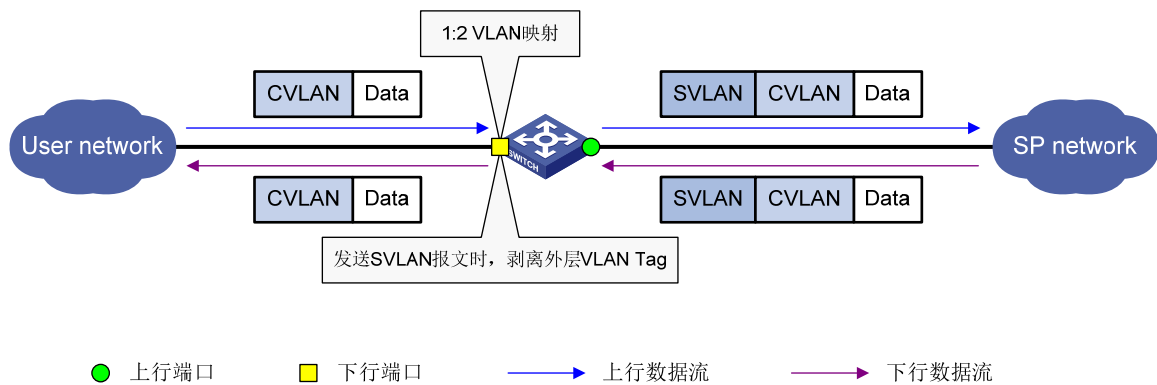 1:2 VLAN映射
CVLAN Data
SVLAN CVLAN Data
User network
SWITCH
SP network
CVLAN Data
SVLAN CVLAN Data
发送SVLAN报文时，剥离外层VLAN Tag
上行端口 下行端口 上行数据流 下行数据流